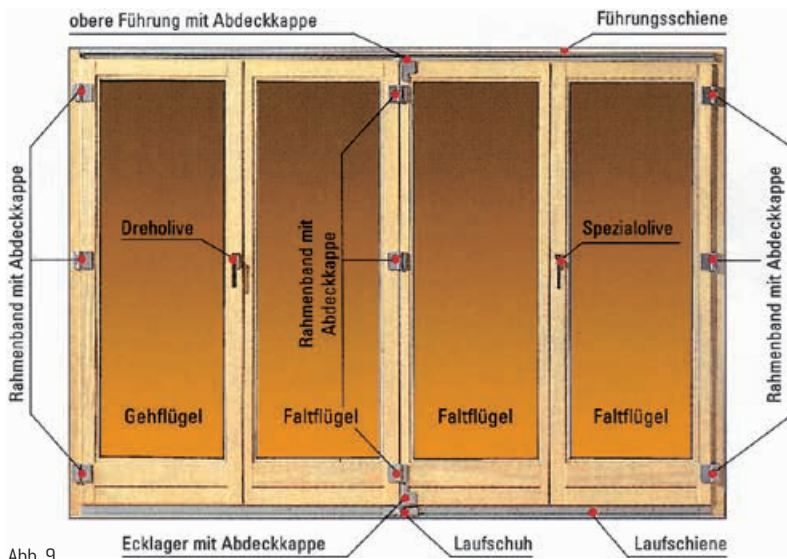 obere Führung mit Abdeckkappe
Führungsschiene
Rahmenband mit Abdeckkappe
Dreholive
Rahmenband mit
Abdeckkappe
Spezialolive
Rahmenband mit Abdeckkappe
Gehflügel
Faltflügel
Faltflügel
Faltflügel
Abb. 9
Ecklager mit Abdeckkappe
Laufschuh
Laufschiene